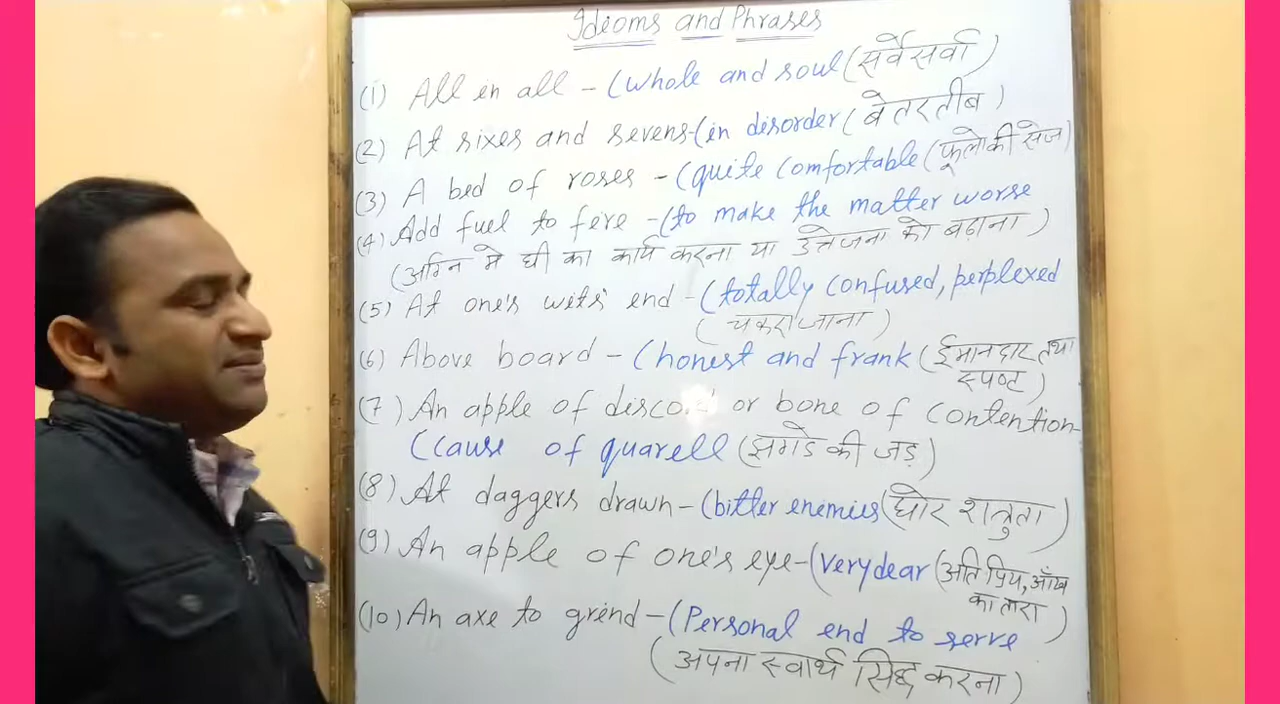 Idioms and Phrases
(1) All in all - (whole and soul (सर्वेसर्वा)
(2) At sixes and sevens-(in disorder (बेतरतीब)
(3) A bed of roses - (quite comfortable (फूलो की सेज)
(4) Add fuel to fire - (to make the matter worse
(अग्नि मे घी का कार्य करना या उत्तेजना को बढ़ाना)
(5) At one's wits' end - (totally confused, perplexed
(चकरा जाना)
(6) Above board - (honest and frank (ईमानदार तथा
स्पष्ट)
(7) An apple of discord or bone of contention-
(cause of quarell (झगडे की जड़)
(8) At daggers drawn - (bitter enemies (घोर शत्रुता)
(9) An apple of one's eye - (very dear (अति प्रिय, आँख
का तारा)
(10) An axe to grind - (Personal end to serve
(अपना स्वार्थ सिद्ध करना)